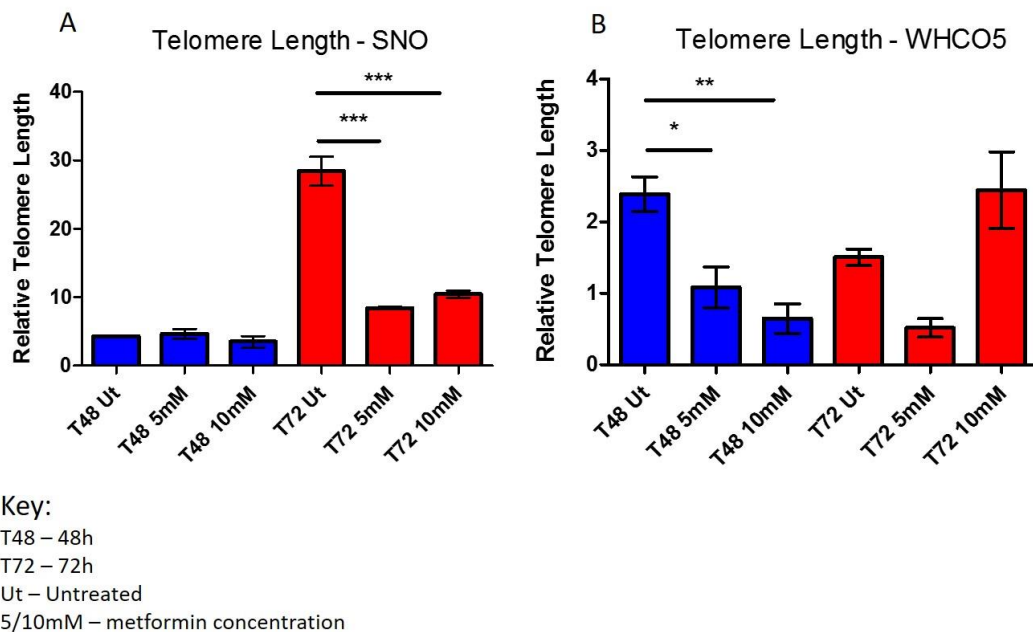 A
Telomere Length - SNO
Relative Telomere Length
40
30
20
10
0
***
***
T48 Ut
T48 5mM
T48 10mM
T72 Ut
T72 5mM
T72 10mM
B
Telomere Length - WHCO5
Relative Telomere Length
4
3
2
1
0
**
*
T48 Ut
T48 5mM
T48 10mM
T72 Ut
T72 5mM
T72 10mM
Key:
T48 – 48h
T72 – 72h
Ut – Untreated
5/10mM – metformin concentration